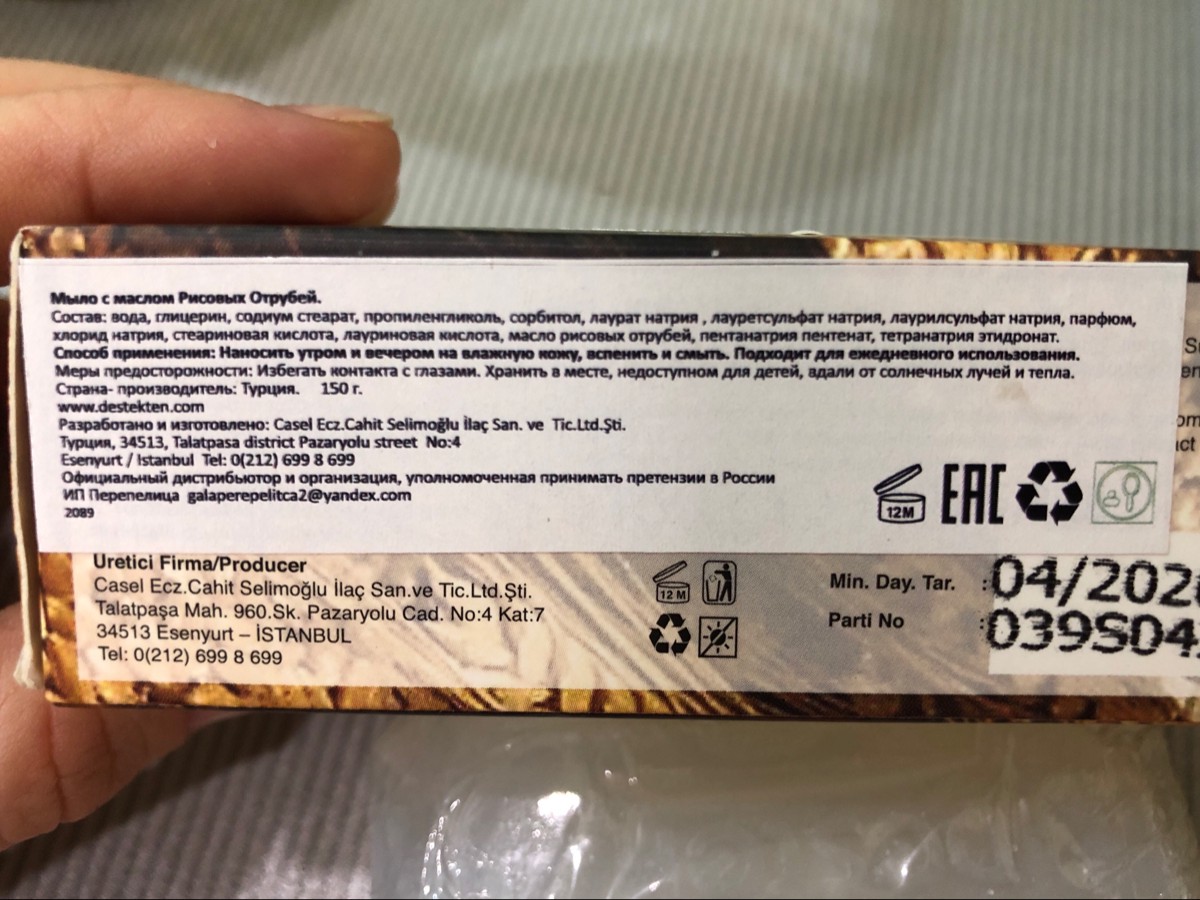 Мыло с маслом Рисовых Отрубей.
Состав: вода, глицерин, содиум стеарат, пропиленгликоль, сорбитол, лаурат натрия , лауретсульфат натрия, лаурилсульфат натрия, парфюм,
хлорид натрия, стеариновая кислота, лауриновая кислота, масло рисовых отрубей, пентанатрия пентенат, тетранатрия этидронат.
Способ применения: Наносить утром и вечером на влажную кожу, вспенить и смыть. Подходит для ежедневного использования.
Меры предосторожности: Избегать контакта с глазами. Хранить в месте, недоступном для детей, вдали от солнечных лучей и тепла.
Страна- производитель: Турция. 150 г.
www.destekten.com
Разработано и изготовлено: Casel Ecz.Cahit Selimoğlu İlaç San. ve Tic.Ltd.Şti.
Турция, 34513, Talatpasa district Pazaryolu street No:4
Esenyurt / Istanbul Tel: 0(212) 699 8 699
Официальный дистрибьютор и организация, уполномоченная принимать претензии в России
ИП Перепелица galaperepelitca2@yandex.com
2089
12M
EAC
Uretici Firma/Producer
Casel Ecz.Cahit Selimoğlu İlaç San.ve Tic.Ltd.Şti.
Talatpaşa Mah. 960.Sk. Pazaryolu Cad. No:4 Kat:7
34513 Esenyurt – İSTANBUL
Tel: 0(212) 699 8 699
12 M
Min. Day. Tar. :04/202
Parti No :039S04